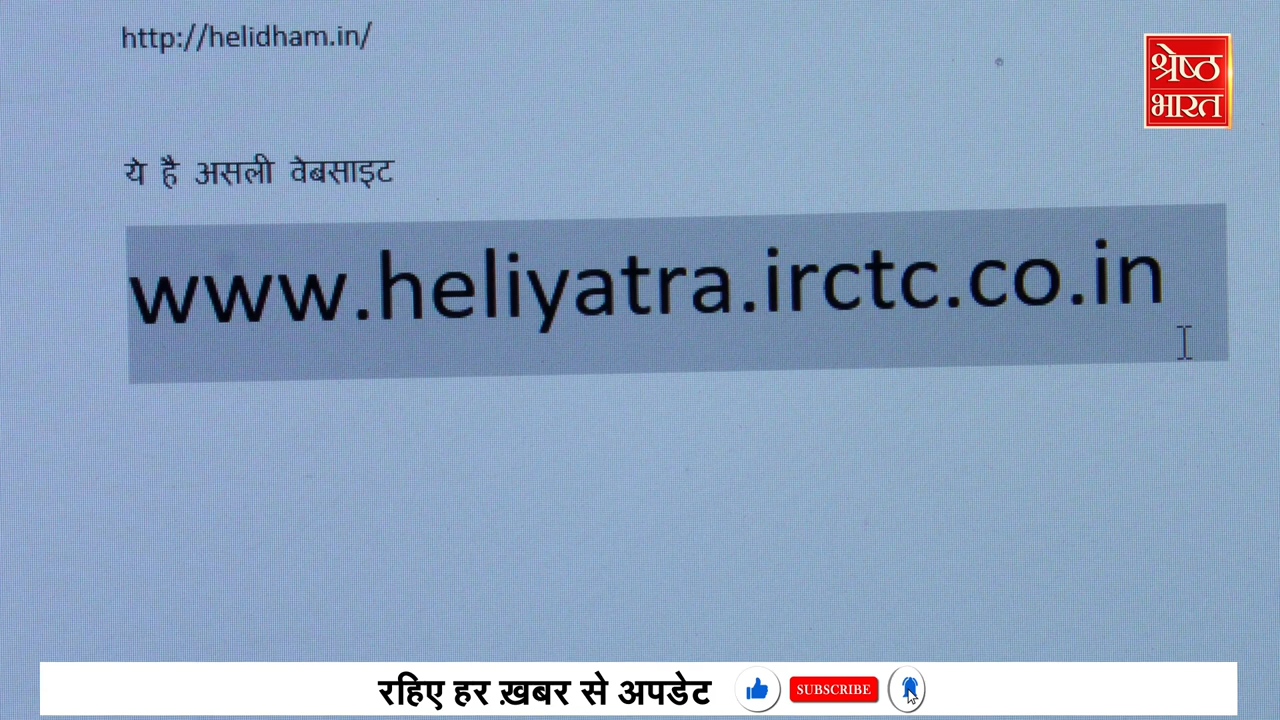 http://helidham.in/
श्रेष्ठ
भारत
ये है असली वेबसाइट
www.heliyatra.irctc.co.in
रहिए हर ख़बर से अपडेट
SUBSCRIBE